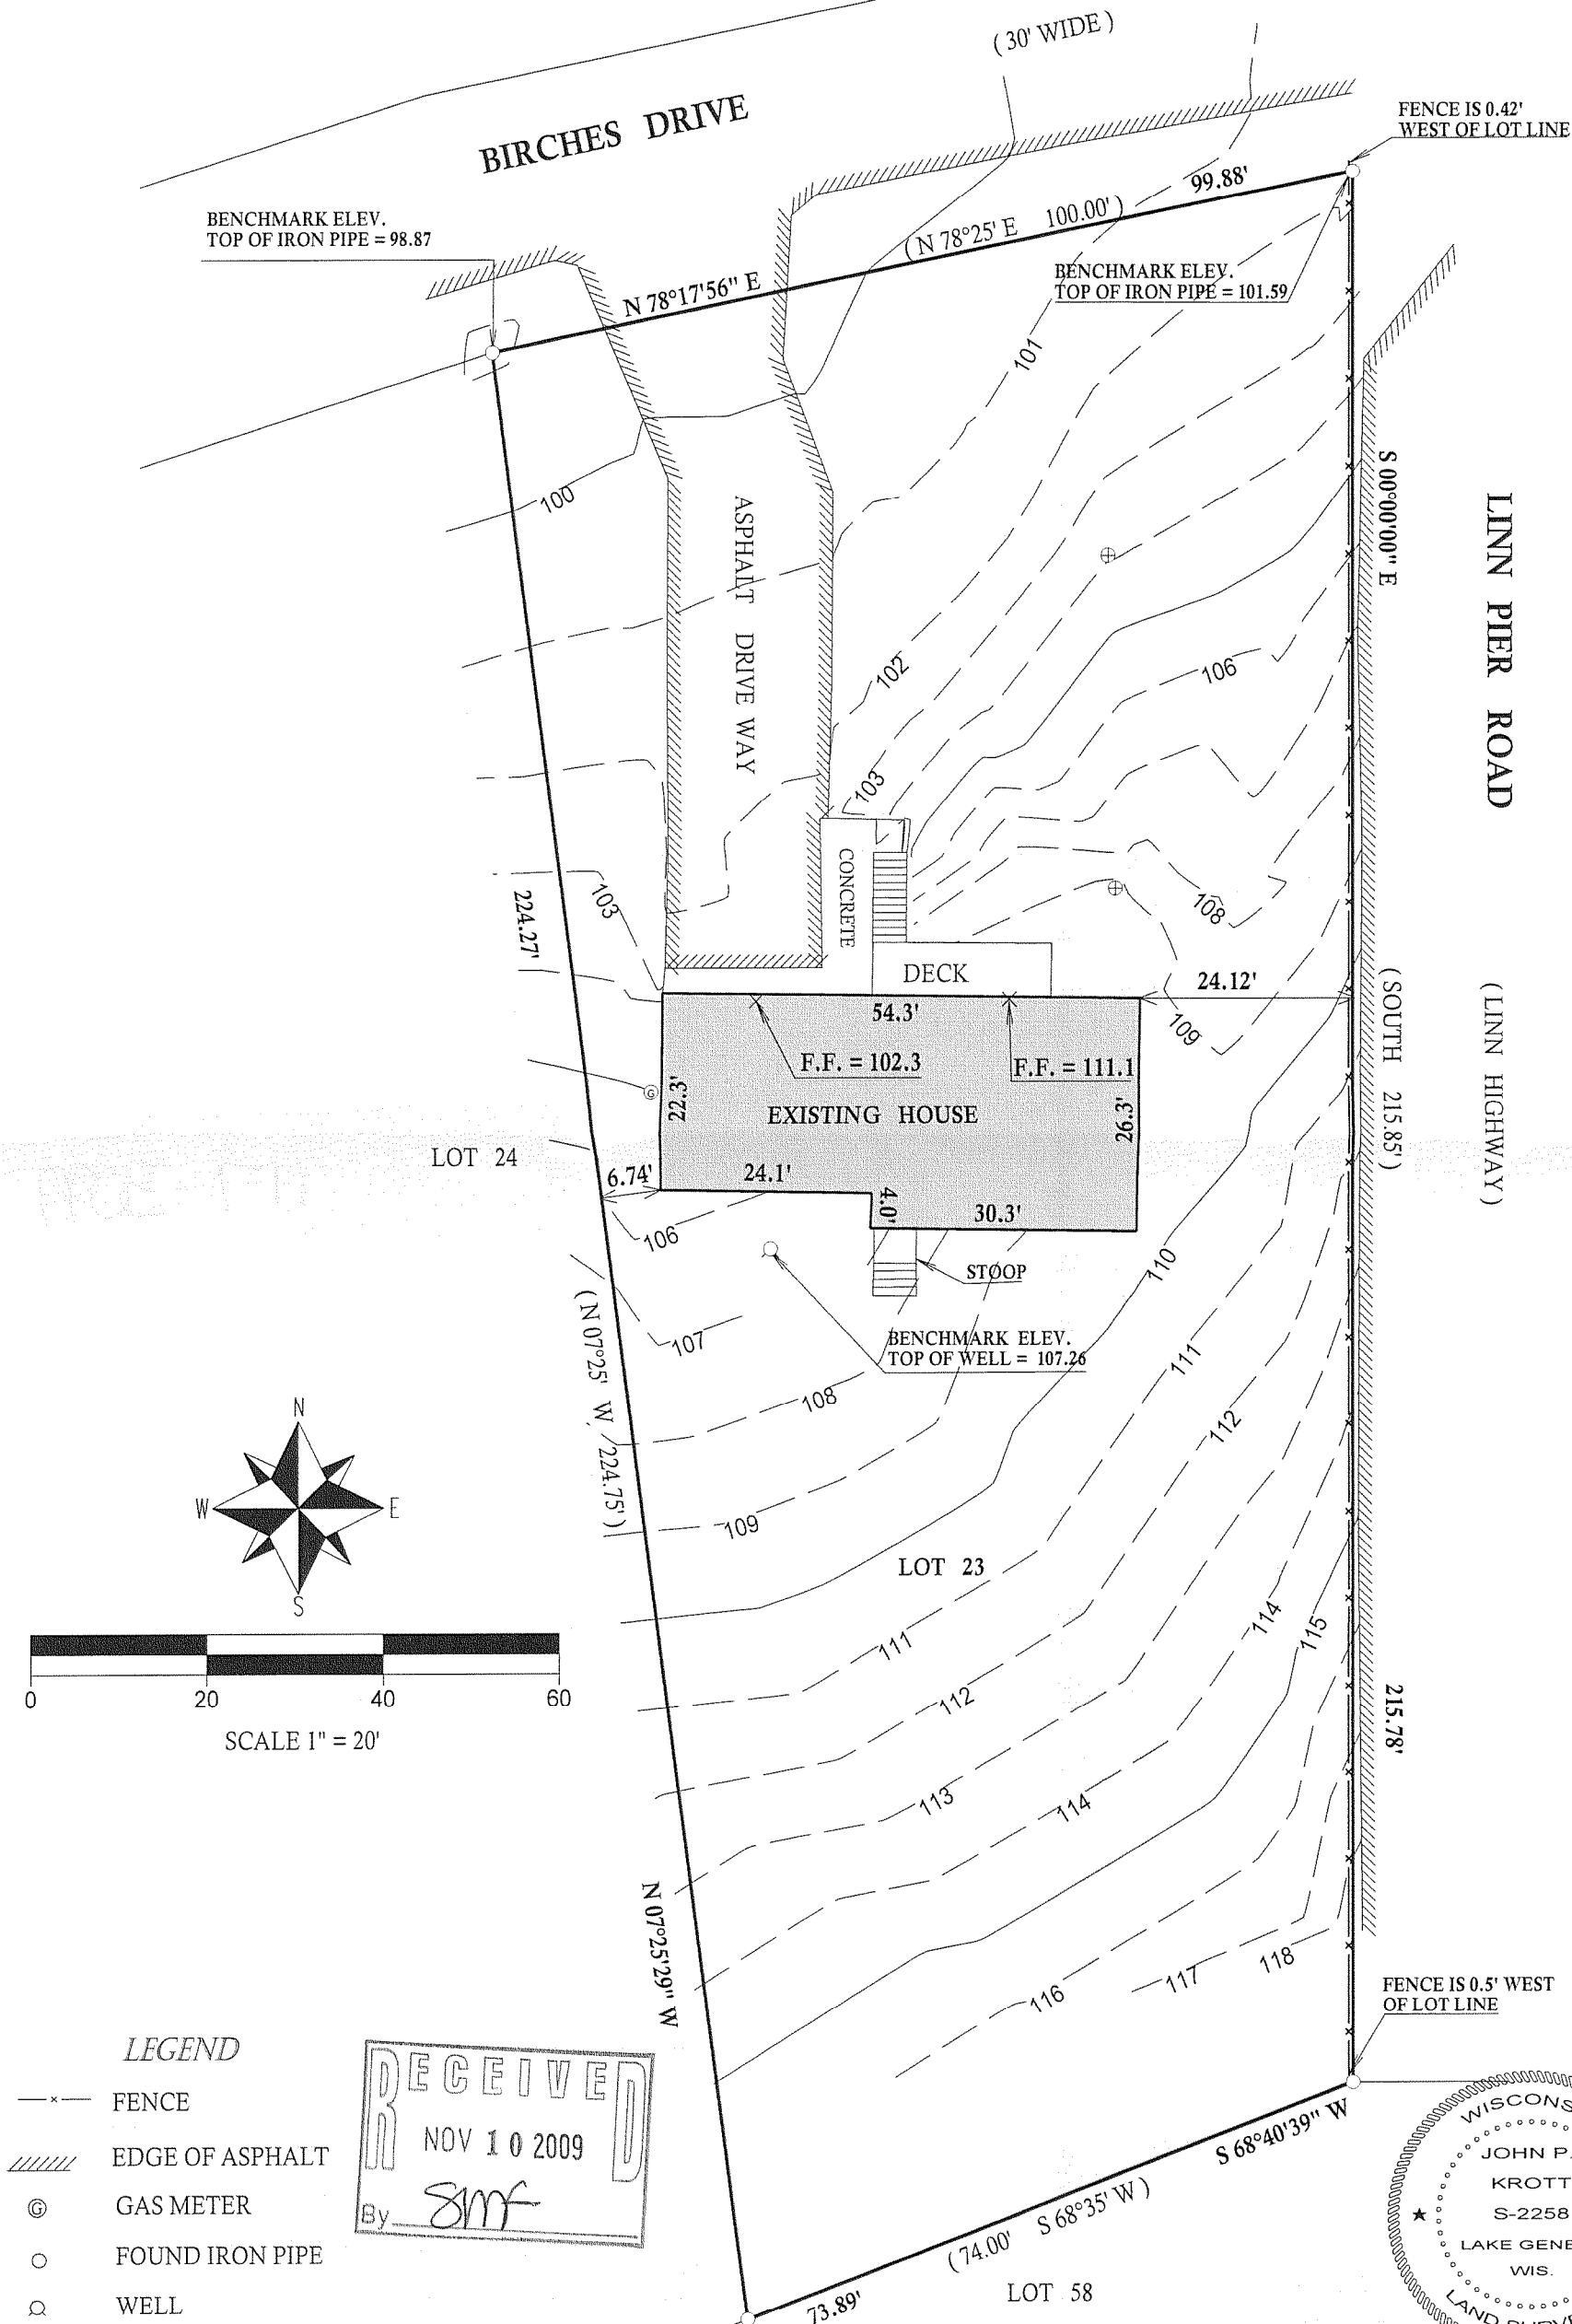 ( 30' WIDE )
BIRCHES DRIVE
FENCE IS 0.42'
WEST OF LOT LINE
BENCHMARK ELEV.
TOP OF IRON PIPE = 98.87
99.88'
( N 78°25' E 100.00' )
N 78°17'56" E
BENCHMARK ELEV.
TOP OF IRON PIPE = 101.59
101
100
S 00°00'00" E
LINN PIER ROAD
ASPHALT DRIVE WAY
102
106
103
CONCRETE
103
108
224.27'
DECK
24.12'
109
(SOUTH 215.85')
(LINN HIGHWAY)
54.3'
F.F. = 102.3
F.F. = 111.1
22.3'
EXISTING HOUSE
26.3'
LOT 24
6.74'
24.1'
4.0'
30.3'
106
110
STOOP
(N 07°25' W 224.75')
107
BENCHMARK ELEV.
TOP OF WELL = 107.26
111
108
112
N
W
E
S
109
LOT 23
114
115
111
0 20 40 60
SCALE 1" = 20'
112
215.78'
113
114
N 07°25'29" W
116
117
118
FENCE IS 0.5' WEST
OF LOT LINE
LEGEND
FENCE
EDGE OF ASPHALT
G GAS METER
FOUND IRON PIPE
WELL
RECEIVED
NOV 10 2009
By SMF
S 68°40'39" W
( 74.00' S 68°35' W )
73.89'
LOT 58
WISCONS
JOHN P.
KROTT
S-2258
LAKE GENE
WIS.
LAND SURV